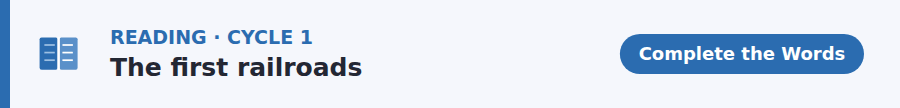 READING · CYCLE 1
The first railroads
Complete the Words